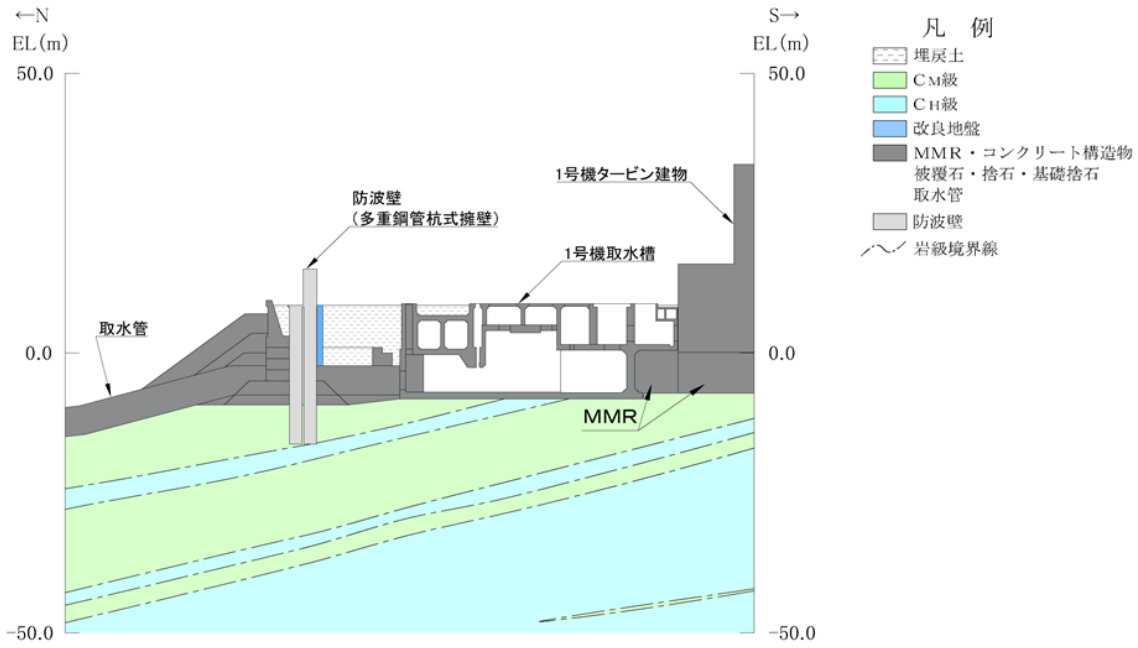 ←N
EL(m)
50.0
0.0
−50.0
取水管
防波壁
(多重鋼管杭式擁壁)
1号機取水槽
1号機タービン建物
MMR
S→
EL(m)
50.0
0.0
−50.0
凡 例
埋戻土
CM級
CH級
改良地盤
MMR・コンクリート構造物
被覆石・捨石・基礎捨石
取水管
防波壁
岩級境界線